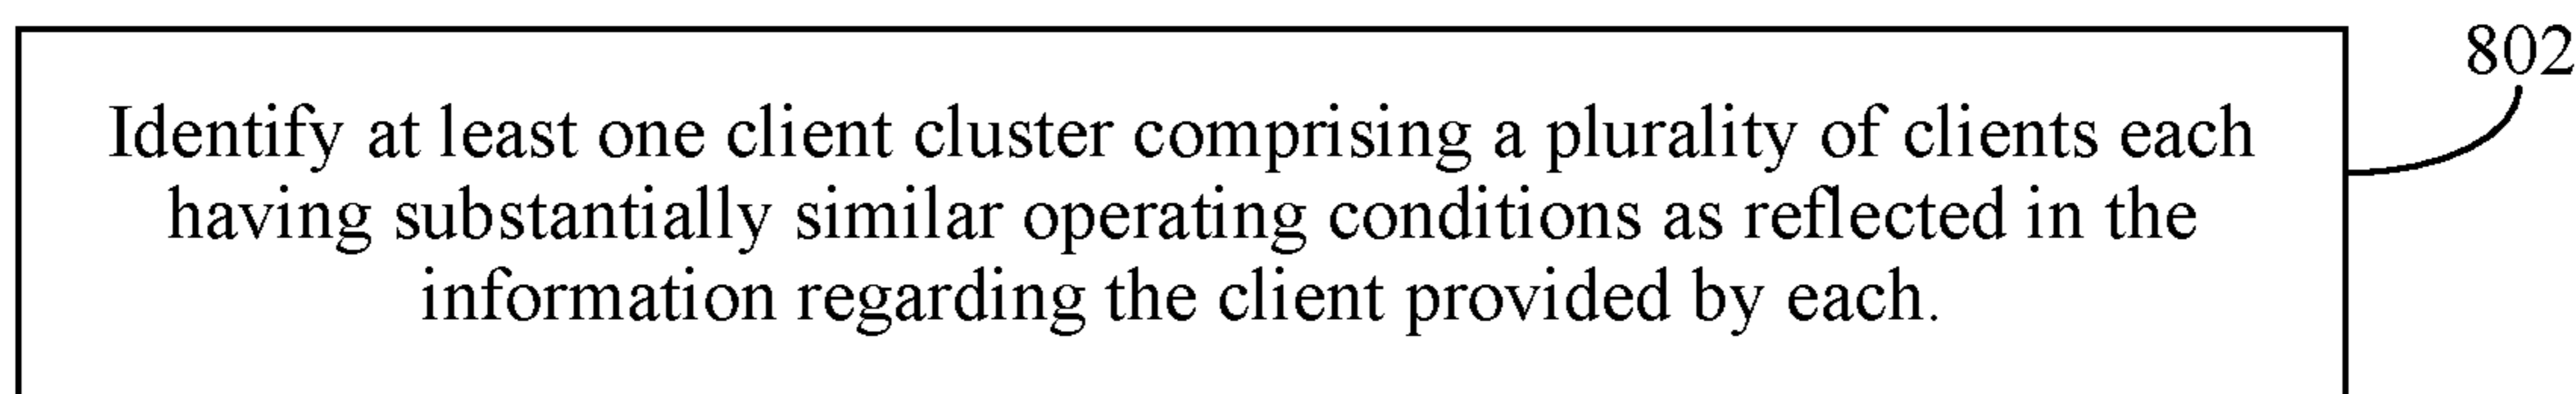 802
Identify at least one client cluster comprising a plurality of clients each
having substantially similar operating conditions as reflected in the
information regarding the client provided by each.